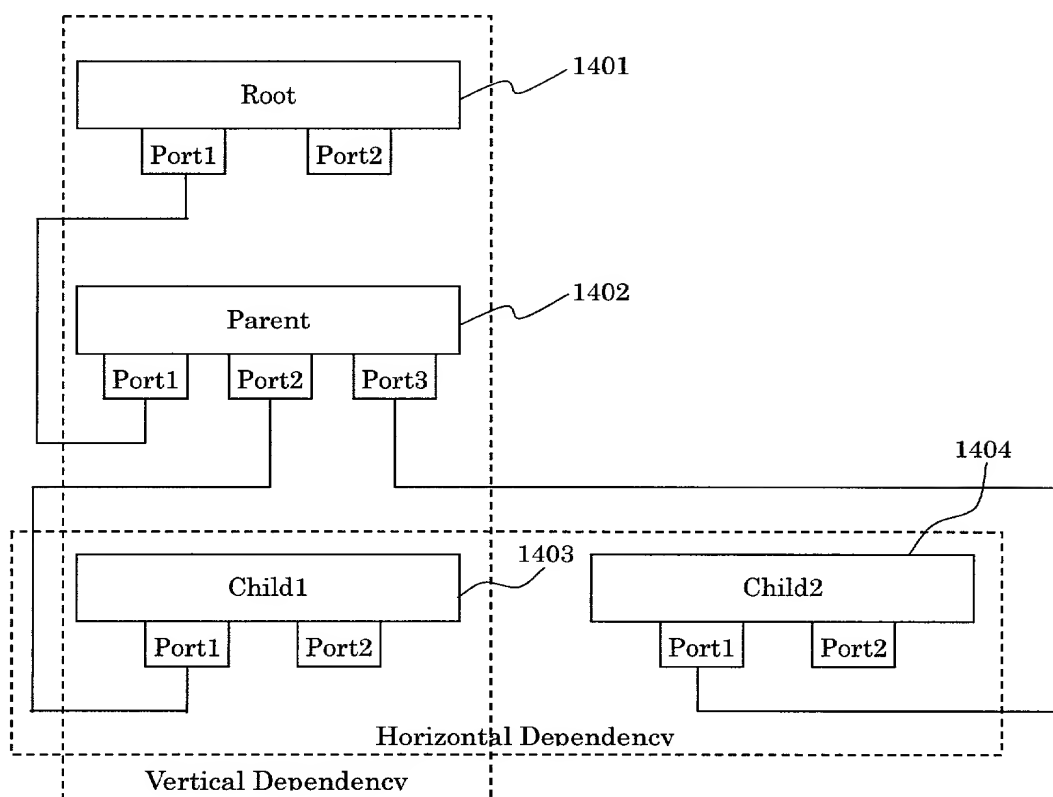 1401
Root
Port1 Port2
1402
Parent
Port1 Port2 Port3
1404
1403
Child1 Child2
Port1 Port2 Port1 Port2
Horizontal Dependency
Vertical Dependency